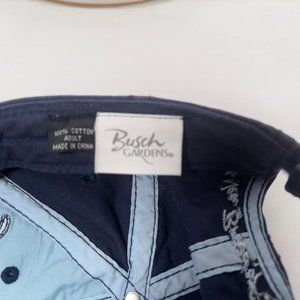 100% COTTON
ADULT
MADE IN CHINA
Busch
GARDENS®